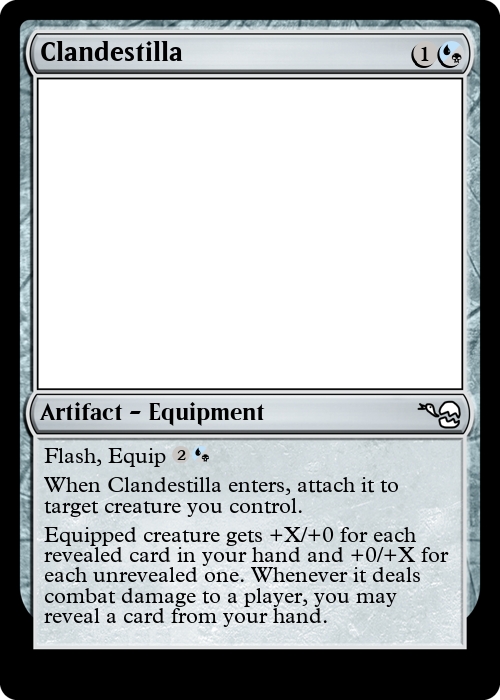 Clandestilla 1
Artifact – Equipment
Flash, Equip 2
When Clandestilla enters, attach it to
target creature you control.
Equipped creature gets +X/+0 for each
revealed card in your hand and +0/+X for
each unrevealed one. Whenever it deals
combat damage to a player, you may
reveal a card from your hand.